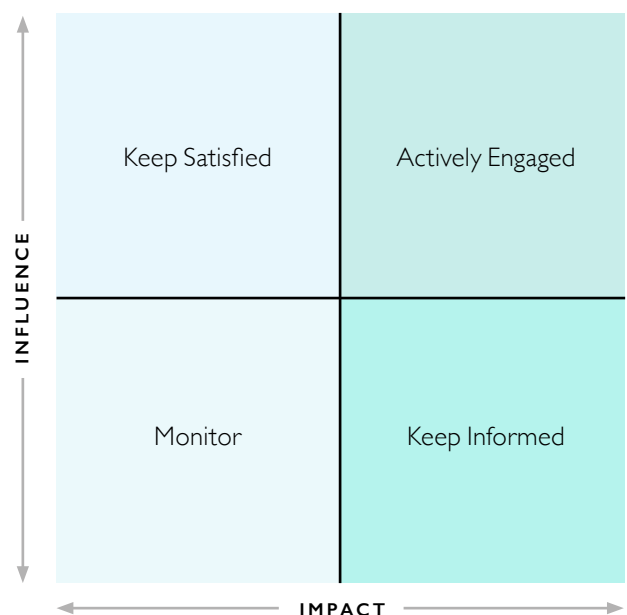 Keep Satisfied
Actively Engaged
INFLUENCE
Monitor
Keep Informed
IMPACT